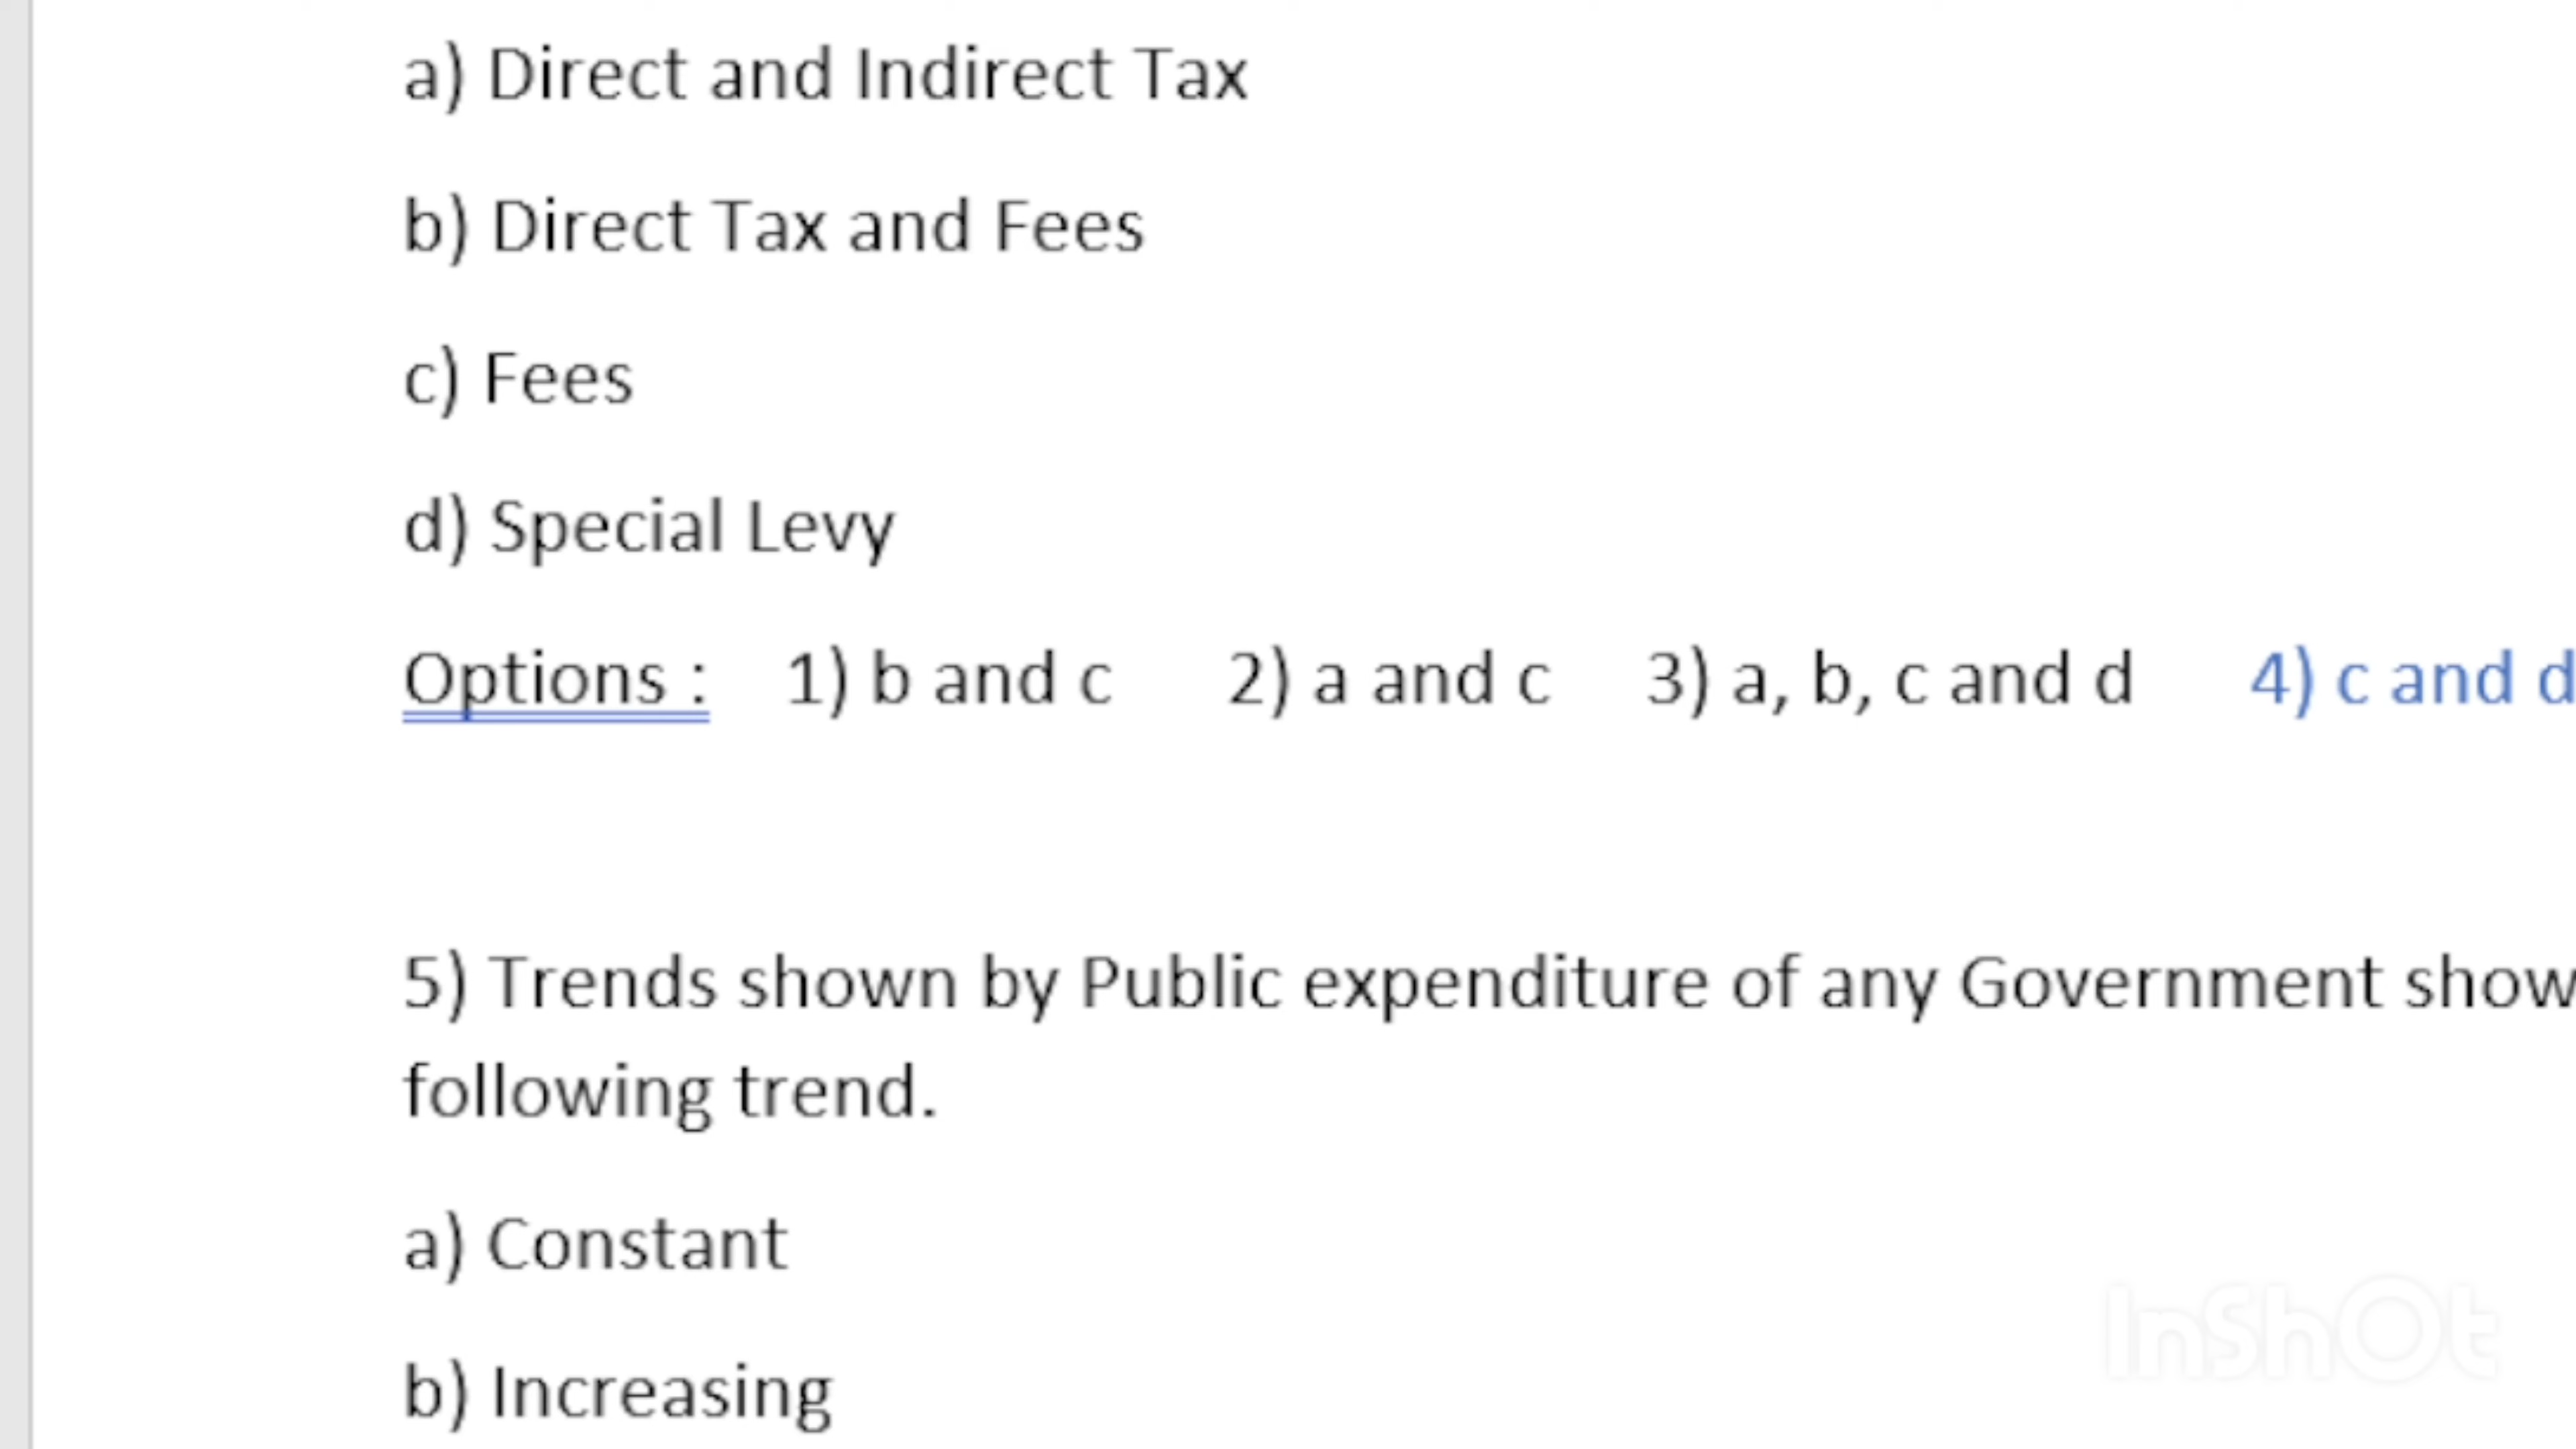 a) Direct and Indirect Tax
b) Direct Tax and Fees
c) Fees
d) Special Levy
Options : 1) b and c 2) a and c 3) a, b, c and d 4) c and d
5) Trends shown by Public expenditure of any Government show
following trend.
a) Constant
b) Increasing
InShOt